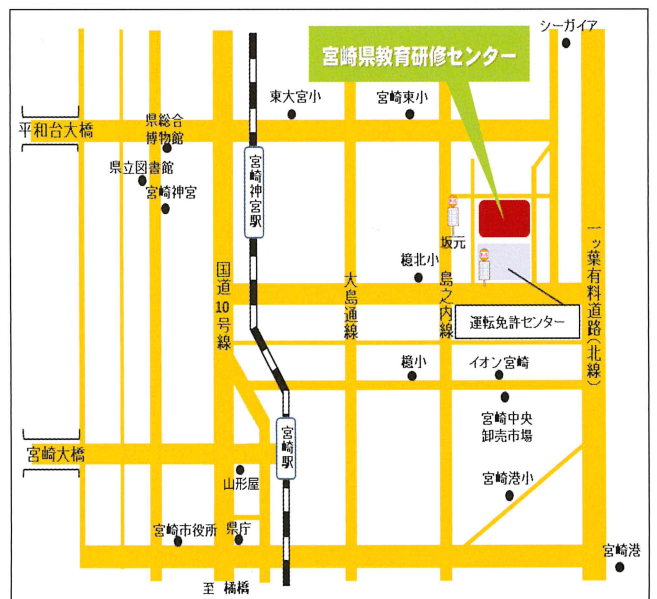 シーガイア
宮崎県教育研修センター
東大宮小
宮崎東小
平和台大橋
県総合
博物館
県立図書館
宮崎神宮
宮崎神宮駅
坂元
檍北小
国道10号線
大島通線
島之内線
一ッ葉有料道路(北線)
運転免許センター
檍小
イオン宮崎
宮崎中央
卸売市場
宮崎大橋
宮崎駅
山形屋
宮崎港小
宮崎市役所
県庁
宮崎港
至 橘橋